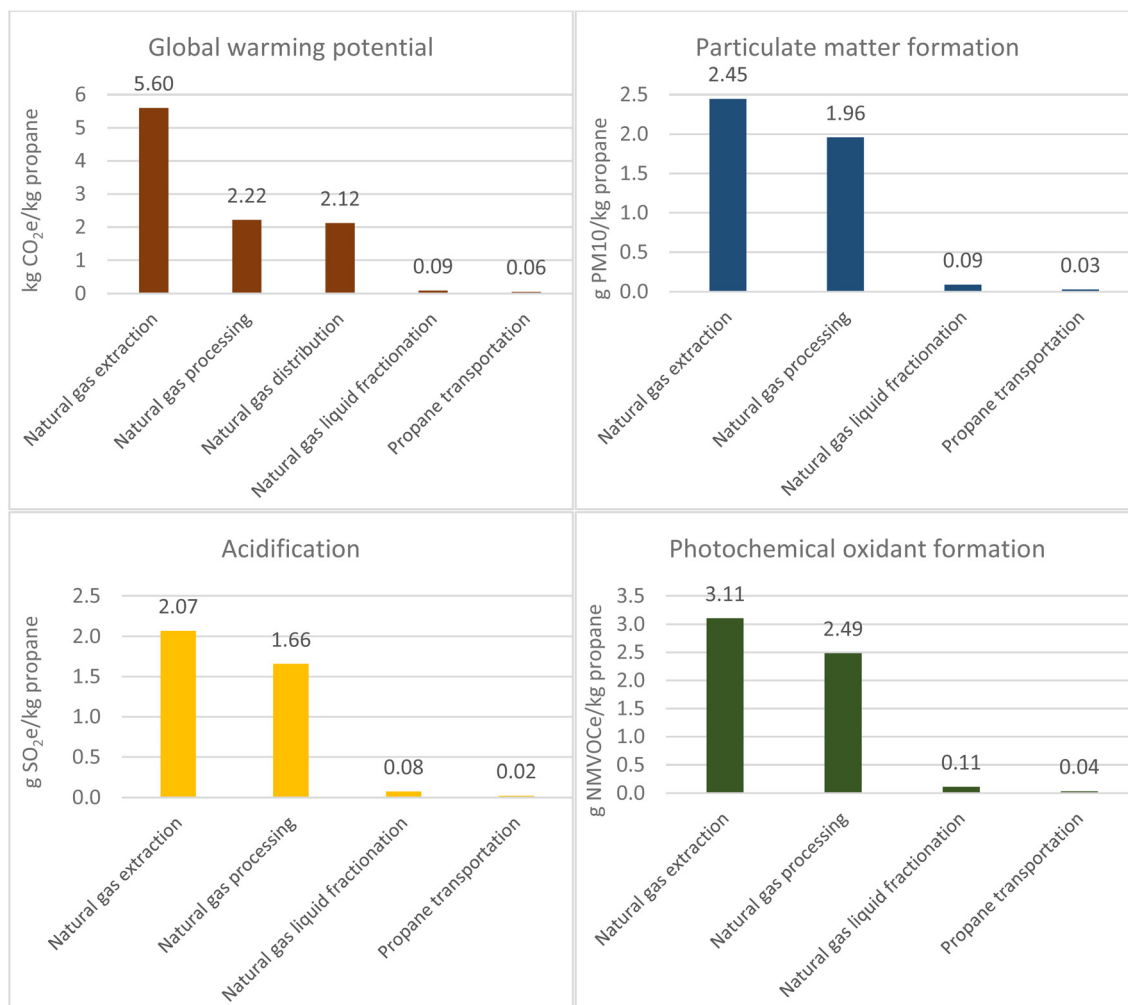 Global warming potential
5.60
2.22
2.12
0.09
0.06
6
5
4
3
2
1
0
kg CO₂e/kg propane
Natural gas extraction
Natural gas processing
Natural gas distribution
Natural gas liquid fractionation
Propane transportation
Particulate matter formation
2.45
1.96
0.09
0.03
2.5
2.0
1.5
1.0
0.5
0.0
g PM10/kg propane
Natural gas extraction
Natural gas processing
Natural gas liquid fractionation
Propane transportation
Acidification
2.07
1.66
0.08
0.02
2.5
2.0
1.5
1.0
0.5
0.0
g SO₂e/kg propane
Natural gas extraction
Natural gas processing
Natural gas liquid fractionation
Propane transportation
Photochemical oxidant formation
3.11
2.49
0.11
0.04
3.5
3.0
2.5
2.0
1.5
1.0
0.5
0.0
g NMVOCe/kg propane
Natural gas extraction
Natural gas processing
Natural gas liquid fractionation
Propane transportation